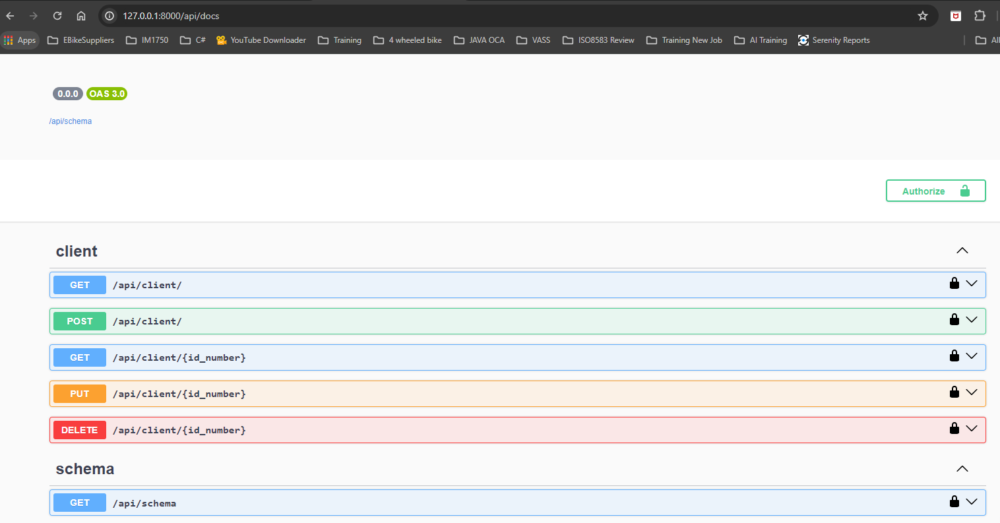 127.0.0.1:8000/api/docs
Apps EBikeSuppliers IM1750 C# YouTube Downloader Training 4 wheeled bike JAVA OCA VASS ISO8583 Review Training New Job AI Training Serenity Reports
0.0.0 OAS 3.0
/api/schema
Authorize
client
GET /api/client/
POST /api/client/
GET /api/client/{id_number}
PUT /api/client/{id_number}
DELETE /api/client/{id_number}
schema
GET /api/schema